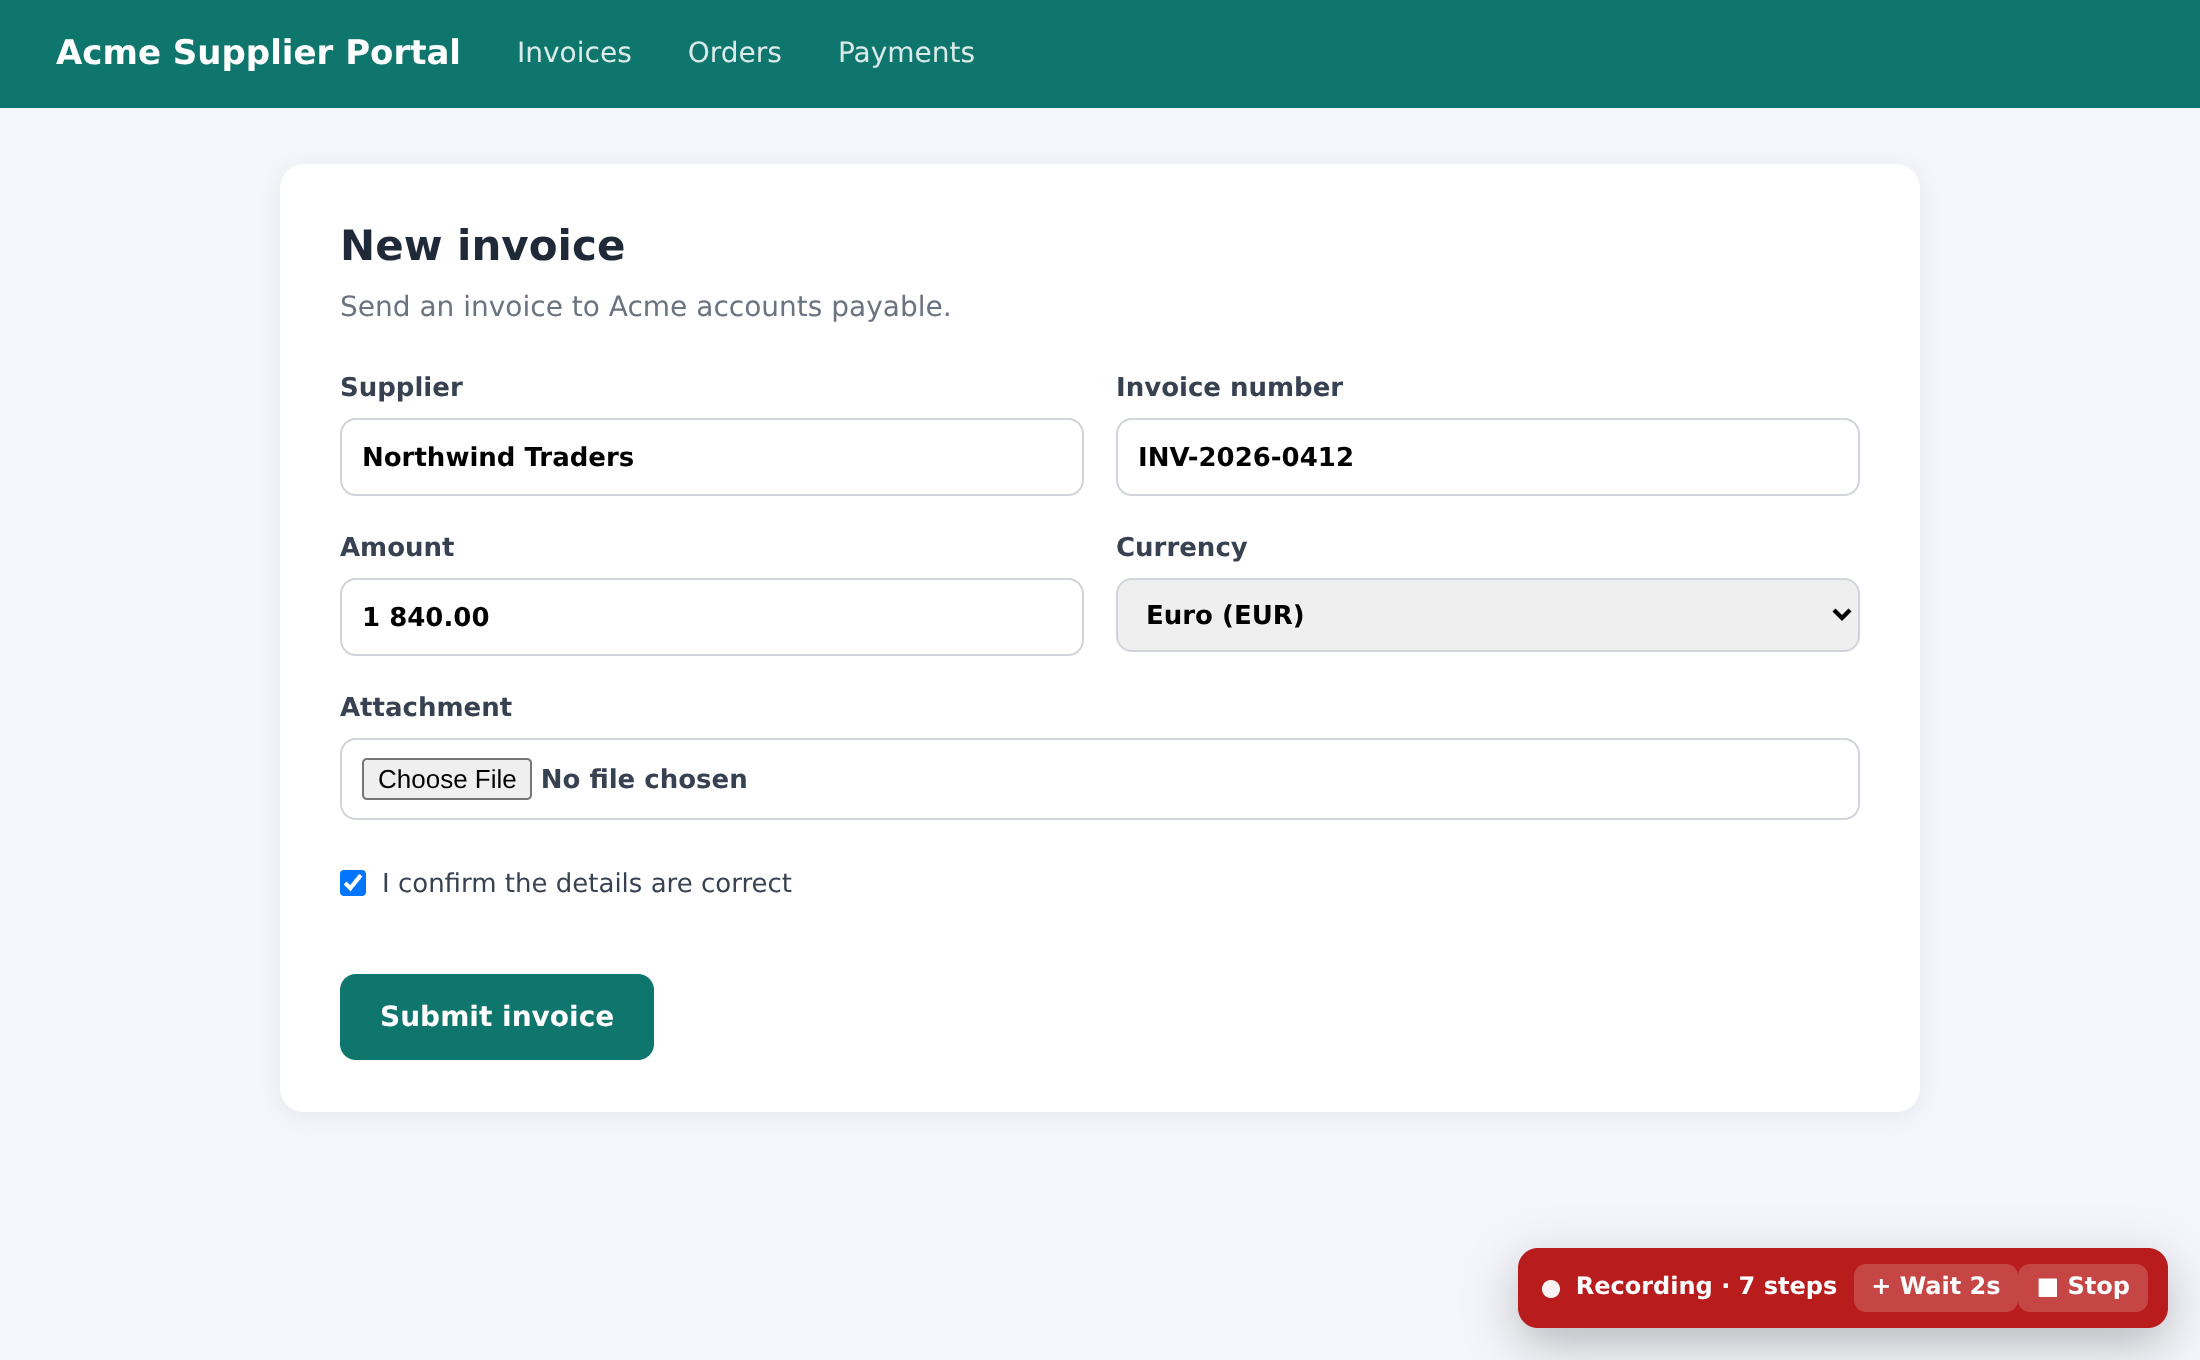 Acme Supplier Portal Invoices Orders Payments
New invoice
Send an invoice to Acme accounts payable.
Supplier Invoice number
Northwind Traders INV-2026-0412
Amount Currency
1 840.00 Euro (EUR)
Attachment
Choose File No file chosen
I confirm the details are correct
Submit invoice
Recording · 7 steps + Wait 2s Stop